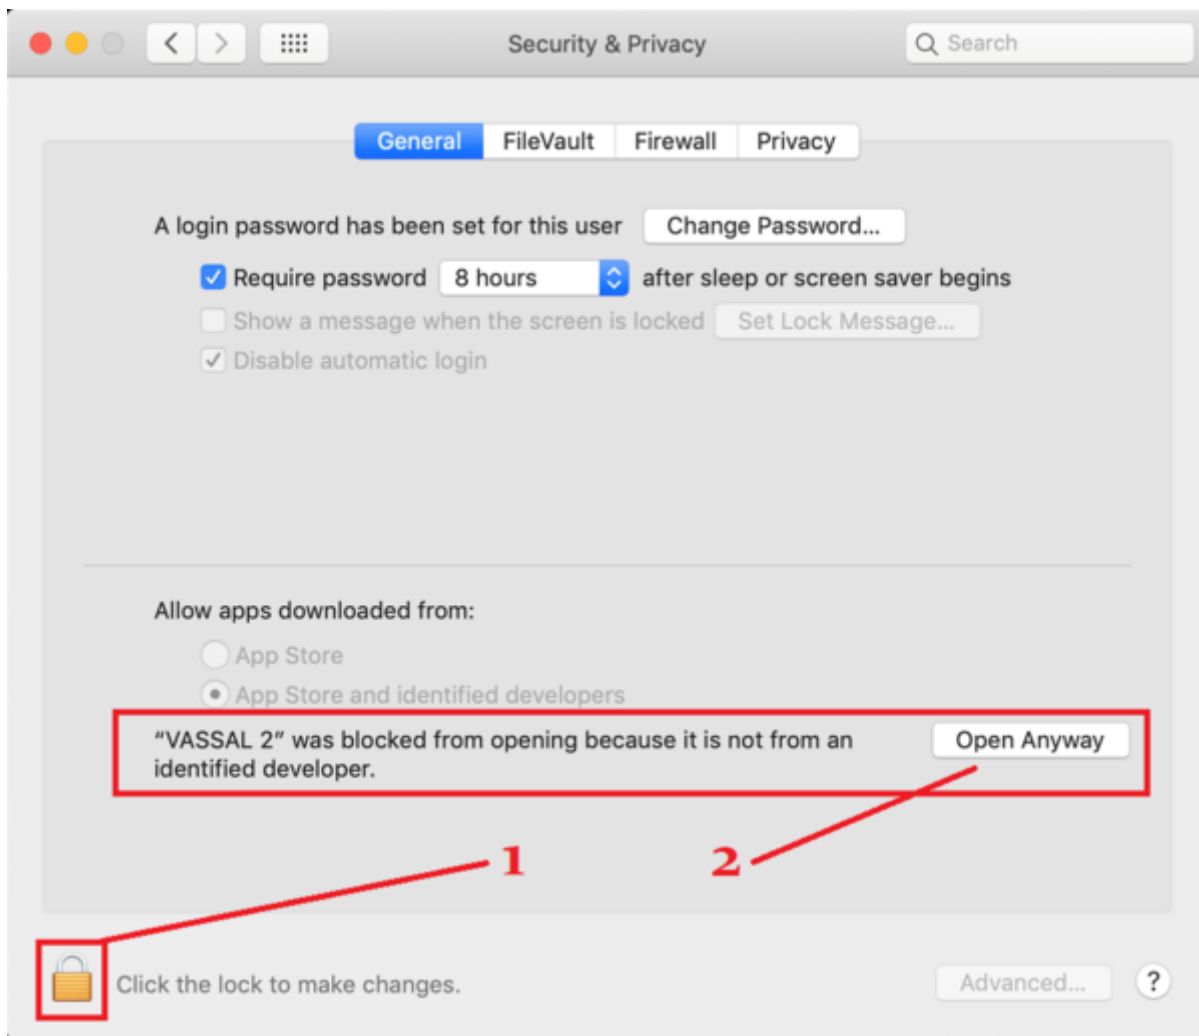 Security & Privacy
Search
General FileVault Firewall Privacy
A login password has been set for this user Change Password...
Require password 8 hours after sleep or screen saver begins
Show a message when the screen is locked Set Lock Message...
Disable automatic login
Allow apps downloaded from:
App Store
App Store and identified developers
“VASSAL 2” was blocked from opening because it is not from an Open Anyway
identified developer.
1 2
Click the lock to make changes. Advanced... ?